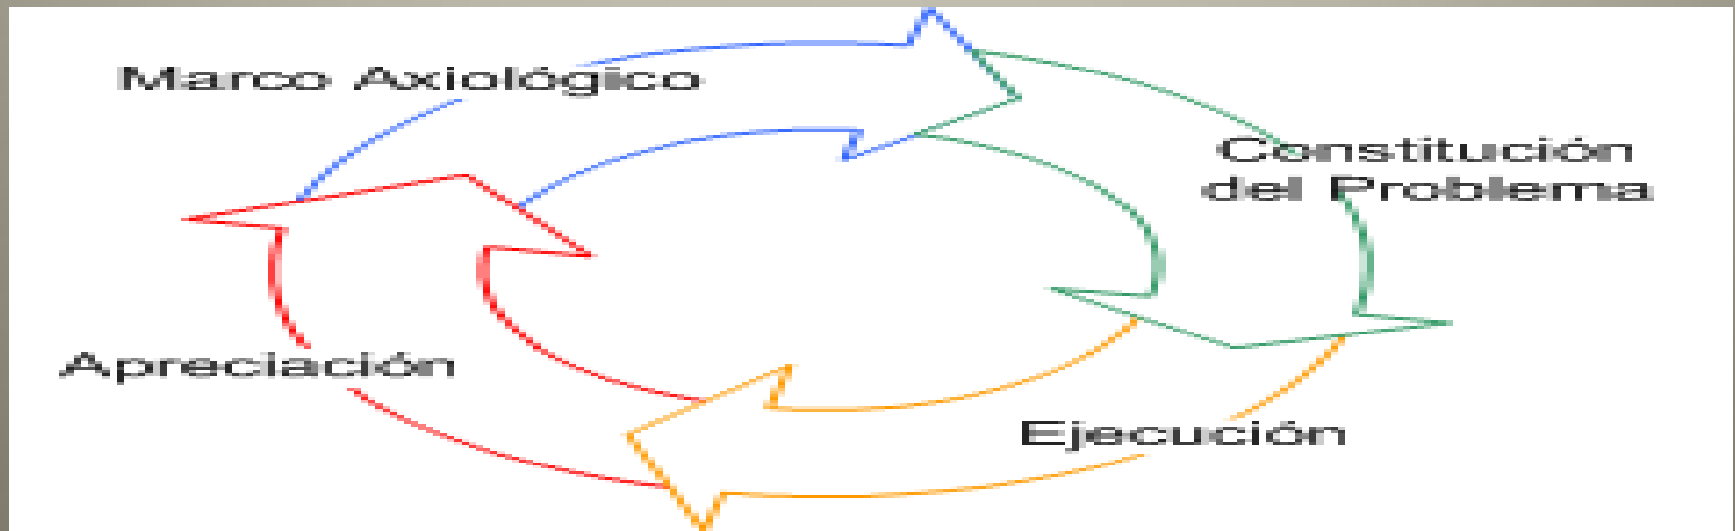 Marco Axiológico
Constitución
del Problema
Ejecución
Apreciación